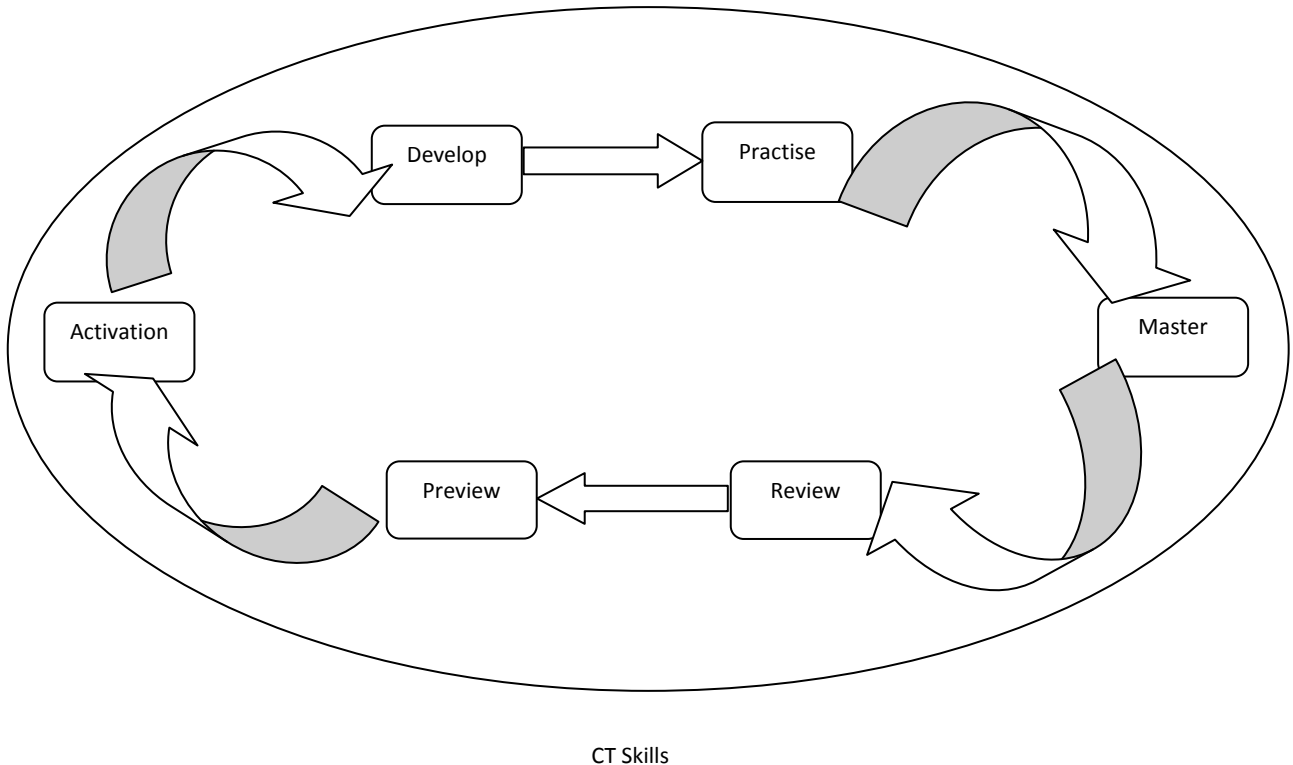 Develop
Practise
Activation
Master
Preview
Review
CT Skills